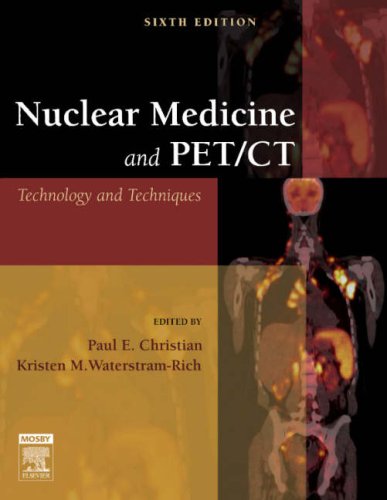 SIXTH EDITION
Nuclear Medicine
and PET/CT
Technology and Techniques
EDITED BY
Paul E. Christian
Kristen M. Waterstram-Rich
MOSBY
ELSEVIER